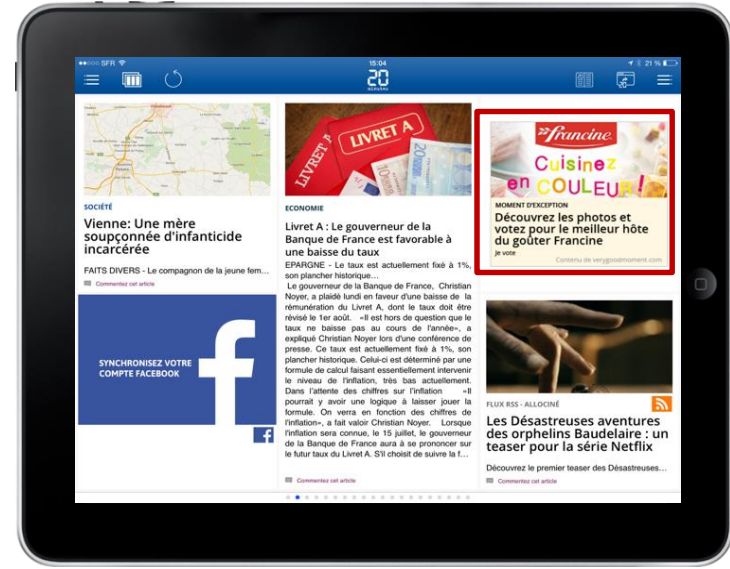 SFR
15:04
21 %
20
MINUTES
SOCIÉTÉ
Vienne: Une mère
soupçonnée d'infanticide
incarcérée
FAITS DIVERS - Le compagnon de la jeune fem...
Commentez cet article
SYNCHRONISEZ VOTRE
COMPTE FACEBOOK
f
f
LIVRET A
LIVRET A
20
ECONOMIE
Livret A : Le gouverneur de la
Banque de France est favorable à
une baisse du taux
EPARGNE - Le taux est actuellement fixé à 1%,
son plancher historique...
Le gouverneur de la Banque de France, Christian
Noyer, a plaidé lundi en faveur d'une baisse de la
rémunération du Livret A, dont le taux doit être
révisé le 1er août. «Il est hors de question que le
taux ne baisse pas au cours de l'année», a
expliqué Christian Noyer lors d'une conférence de
presse. Ce taux est actuellement fixé à 1%, son
plancher historique. Celui-ci est déterminé par une
formule de calcul faisant essentiellement intervenir
le niveau de l'inflation, très bas actuellement.
Dans l'attente des chiffres sur l'inflation «Il
pourrait y avoir une logique à laisser jouer la
formule. On verra en fonction des chiffres de
l'inflation», a fait valoir Christian Noyer. Lorsque
l'inflation sera connue, le 15 juillet, le gouverneur
de la Banque de France aura à se prononcer sur
le futur taux du Livret A. S'il choisit de suivre la f...
Commentez cet article
Francine
Cuisinez
en COULEUR !
MOMENT D'EXCEPTION
Découvrez les photos et
votez pour le meilleur hôte
du goûter Francine
Je vote
Contenu de verygoodmoment.com
FLUX RSS - ALLOCINÉ
Les Désastreuses aventures
des orphelins Baudelaire : un
teaser pour la série Netflix
Découvrez le premier teaser des Désastreuses...
Commentez cet article